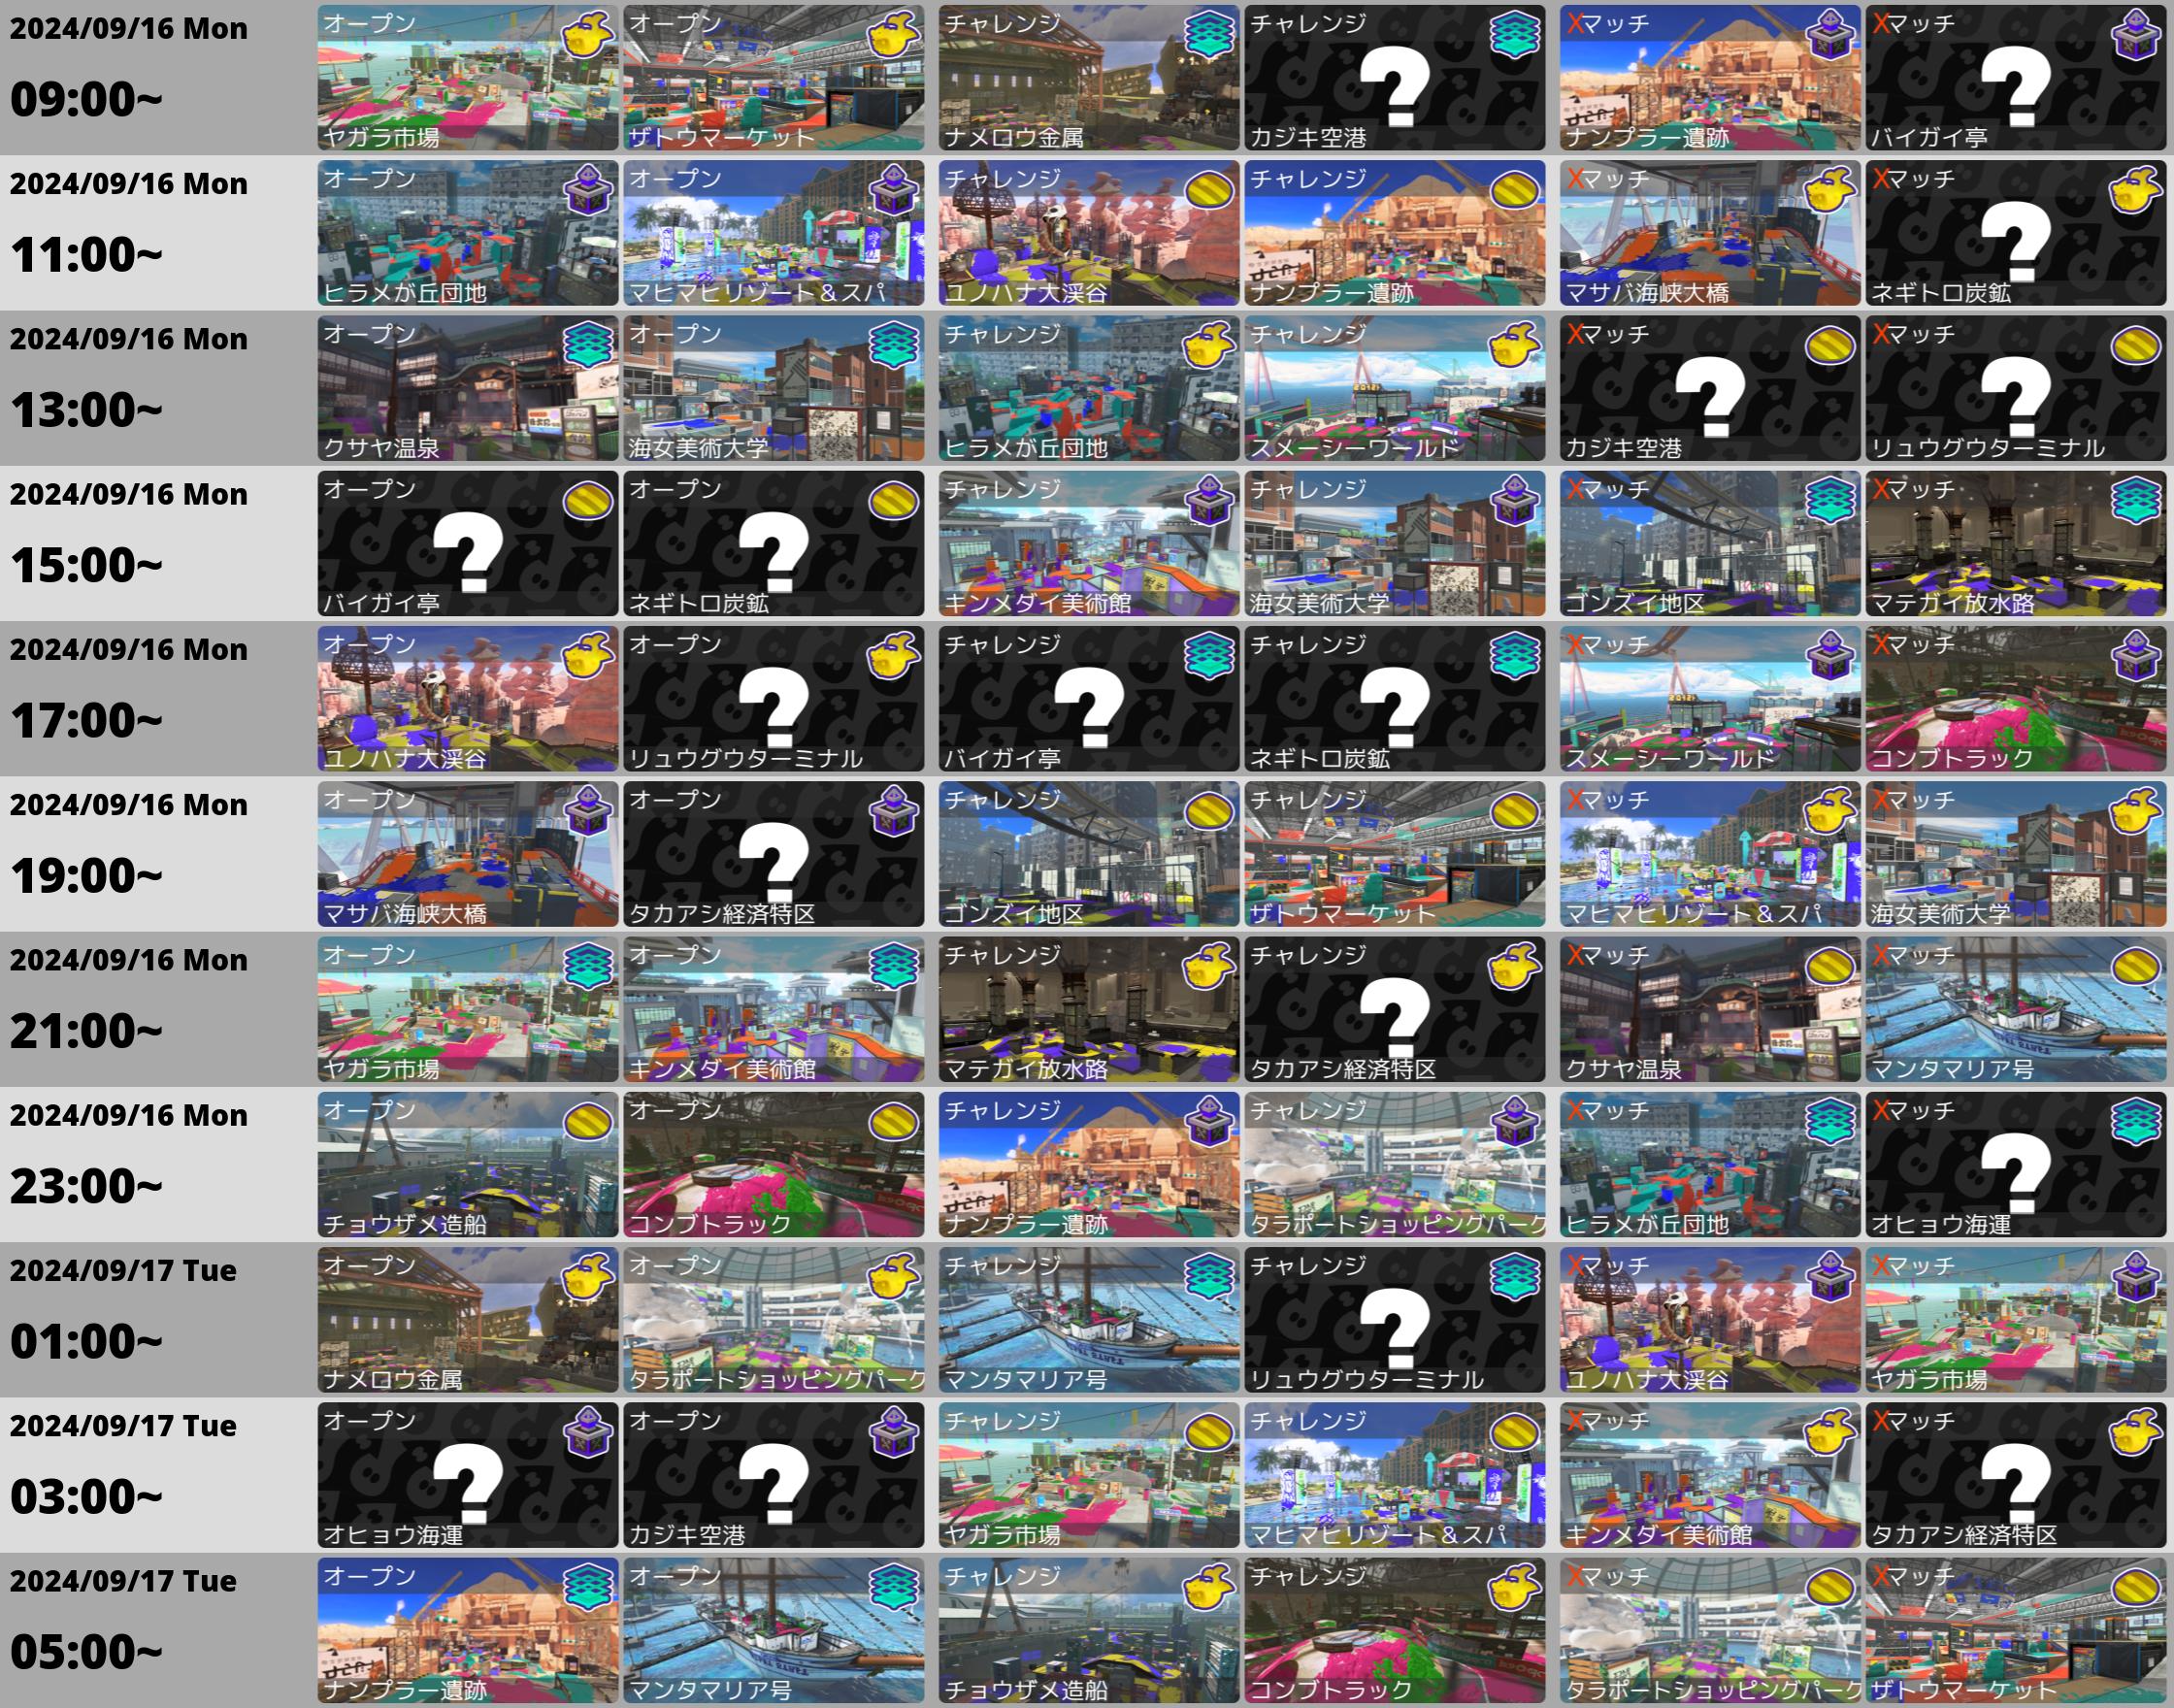 2024/09/16 Mon
09:00~
オープン
ヤガラ市場
オープン
ザトウマーケット
チャレンジ
ナメロウ金属
チャレンジ
カジキ空港
Xマッチ
ナンプラー遺跡
Xマッチ
バイガイ亭
2024/09/16 Mon
11:00~
オープン
ヒラメが丘団地
オープン
マヒマヒリゾート＆スパ
チャレンジ
ユノハナ大渓谷
チャレンジ
ナンプラー遺跡
Xマッチ
マサバ海峡大橋
Xマッチ
ネギトロ炭鉱
2024/09/16 Mon
13:00~
オープン
クサヤ温泉
オープン
海女美術大学
チャレンジ
ヒラメが丘団地
チャレンジ
スメーシーワールド
Xマッチ
カジキ空港
Xマッチ
リュウグウターミナル
2024/09/16 Mon
15:00~
オープン
バイガイ亭
オープン
ネギトロ炭鉱
チャレンジ
キンメダイ美術館
チャレンジ
海女美術大学
Xマッチ
ゴンズイ地区
Xマッチ
マテガイ放水路
2024/09/16 Mon
17:00~
オープン
ユノハナ大渓谷
オープン
リュウグウターミナル
チャレンジ
バイガイ亭
チャレンジ
ネギトロ炭鉱
Xマッチ
スメーシーワールド
Xマッチ
コンブトラック
2024/09/16 Mon
19:00~
オープン
マサバ海峡大橋
オープン
タカアシ経済特区
チャレンジ
ゴンズイ地区
チャレンジ
ザトウマーケット
Xマッチ
マヒマヒリゾート＆スパ
Xマッチ
海女美術大学
2024/09/16 Mon
21:00~
オープン
ヤガラ市場
オープン
キンメダイ美術館
チャレンジ
マテガイ放水路
チャレンジ
タカアシ経済特区
Xマッチ
クサヤ温泉
Xマッチ
マンタマリア号
2024/09/16 Mon
23:00~
オープン
チョウザメ造船
オープン
コンブトラック
チャレンジ
ナンプラー遺跡
チャレンジ
タラポートショッピングパーク
Xマッチ
ヒラメが丘団地
Xマッチ
オヒョウ海運
2024/09/17 Tue
01:00~
オープン
ナメロウ金属
オープン
タラポートショッピングパーク
チャレンジ
マンタマリア号
チャレンジ
リュウグウターミナル
Xマッチ
ユノハナ大渓谷
Xマッチ
ヤガラ市場
2024/09/17 Tue
03:00~
オープン
オヒョウ海運
オープン
カジキ空港
チャレンジ
ヤガラ市場
チャレンジ
マヒマヒリゾート＆スパ
Xマッチ
キンメダイ美術館
Xマッチ
タカアシ経済特区
2024/09/17 Tue
05:00~
オープン
ナンプラー遺跡
オープン
マンタマリア号
チャレンジ
チョウザメ造船
チャレンジ
コンブトラック
Xマッチ
タラポートショッピングパーク
Xマッチ
ザトウマーケット